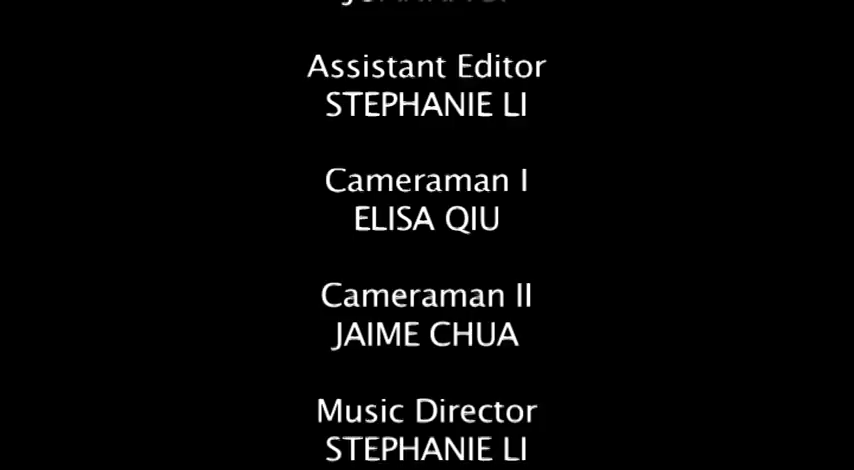 Assistant Editor
STEPHANIE LI
Cameraman I
ELISA QIU
Cameraman II
JAIME CHUA
Music Director
STEPHANIE LI